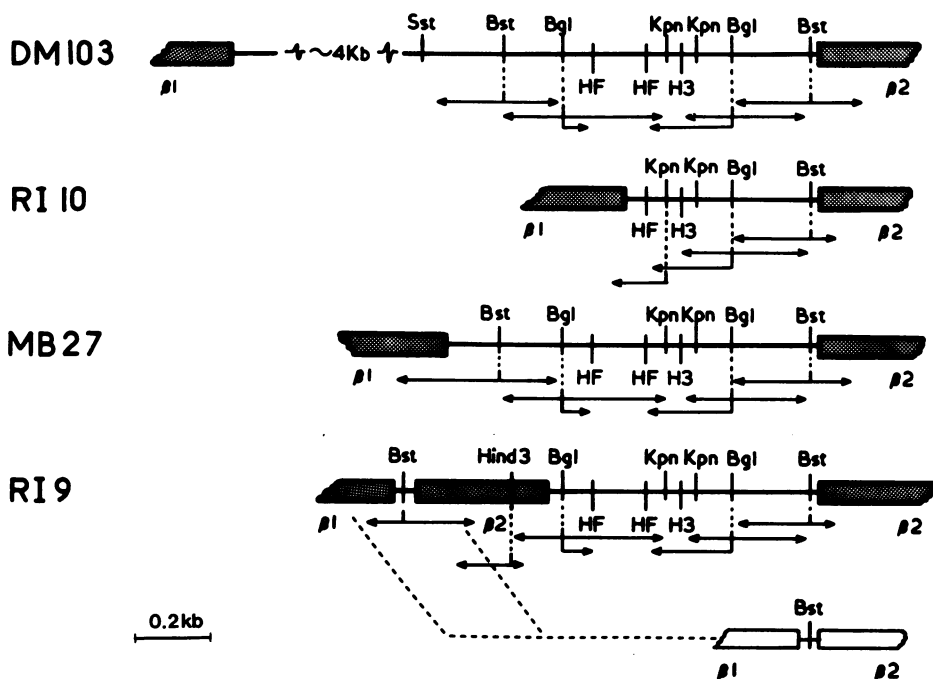 Sst Bst Bgl Kpn Kpn Bgl Bst
DM103 ~4Kb
β1 HF HF H3 β2
Kpn Kpn Bgl Bst
RI 10
β1 HF H3 β2
Bst Bgl Kpn Kpn Bgl Bst
MB27
β1 HF HF H3 β2
Bst Hind3 Bgl Kpn Kpn Bgl Bst
RI9
β1 β2 HF HF H3 β2
0.2kb Bst
β1 β2